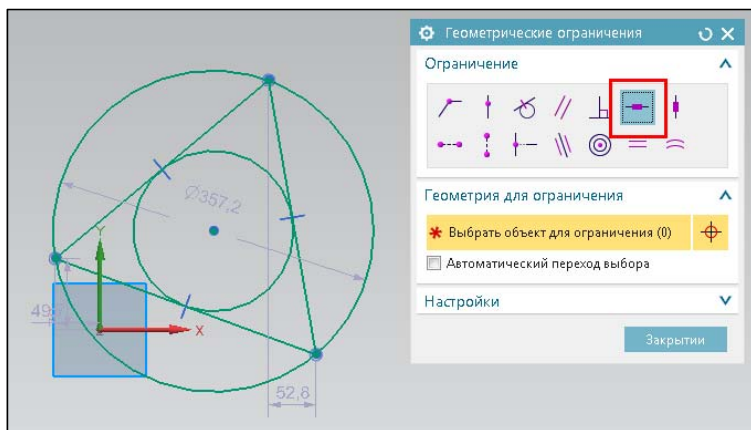 Геометрические ограничения
Ограничение
Геометрия для ограничения
Выбрать объект для ограничения (0)
Автоматический переход выбора
Настройки
Закрытии
Ø357,2
Y
X
52,8